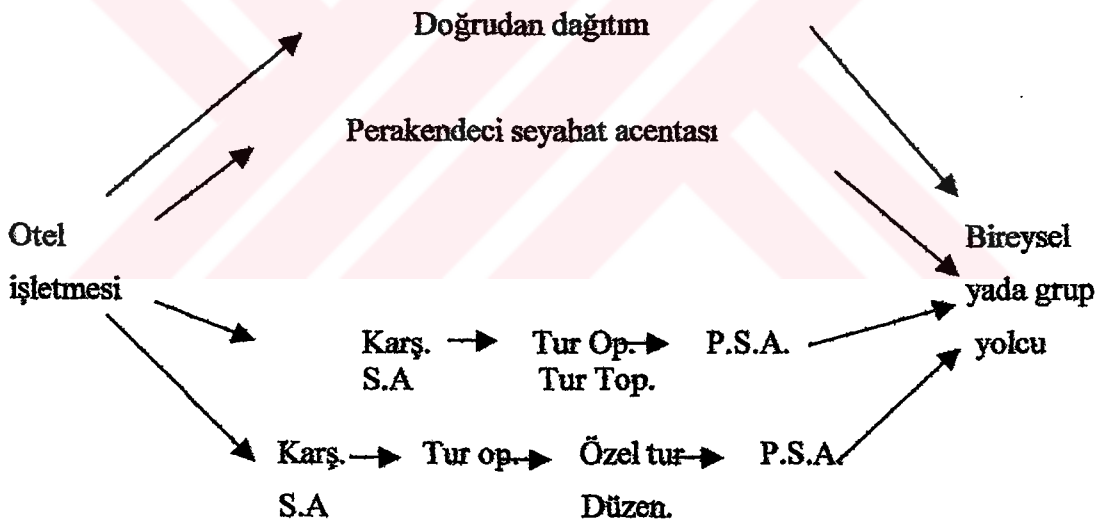 Doğrudan dağıtım
Perakendeci seyahat acentası
Otel
işletmesi
Bireysel
yada grup
yolcu
Karş. Tur Op. P.S.A.
S.A Tur Top.
Karş. Tur op. Özel tur P.S.A.
S.A Düzen.